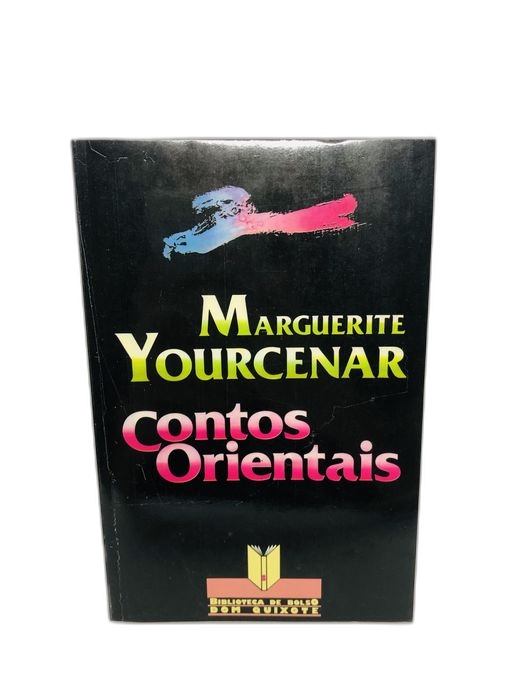 MARGUERITE
YOURCENAR
Contos
Orientais
BIBLIOTECA DE BOLSO
DOM QUIXOTE